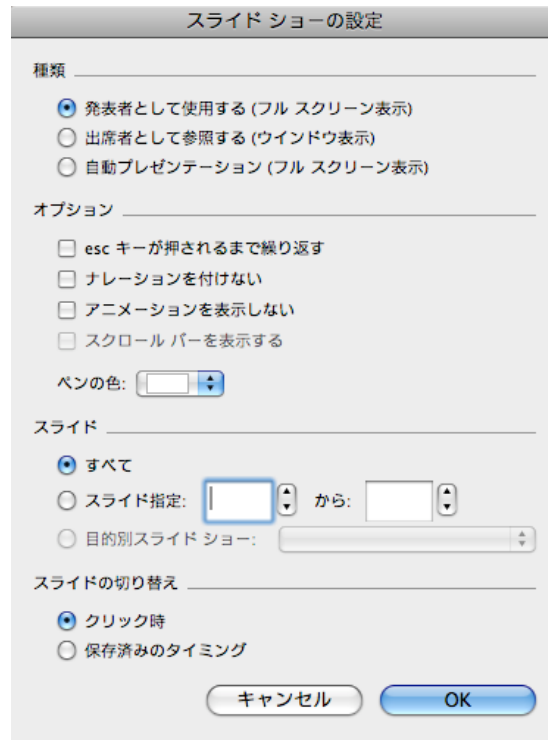 スライド ショーの設定
種類
発表者として使用する (フル スクリーン表示)
出席者として参照する (ウインドウ表示)
自動プレゼンテーション (フル スクリーン表示)
オプション
esc キーが押されるまで繰り返す
ナレーションを付けない
アニメーションを表示しない
スクロール バーを表示する
ペンの色:
スライド
すべて
スライド指定: から:
目的別スライド ショー:
スライドの切り替え
クリック時
保存済みのタイミング
キャンセル OK